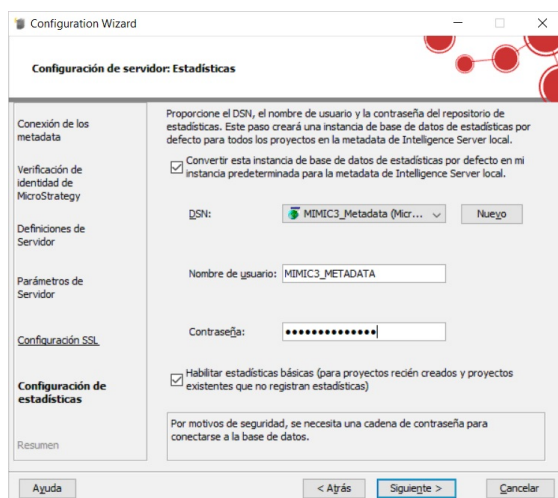 Configuration Wizard
Configuración de servidor: Estadísticas
Conexión de los
metadata
Verificación de
identidad de
MicroStrategy
Definiciones de
Servidor
Parámetros de
Servidor
Configuración SSL
Configuración de
estadísticas
Resumen
Proporcione el DSN, el nombre de usuario y la contraseña del repositorio de
estadísticas. Este paso creará una instancia de base de datos de estadísticas por
defecto para todos los proyectos en la metadata de Intelligence Server local.
Convertir esta instancia de base de datos de estadísticas por defecto en mi
instancia predeterminada para la metadata de Intelligence Server local.
DSN:
MIMIC3_Metadata (Micr...
Nuevo
Nombre de usuario:
MIMIC3_METADATA
Contraseña:
Habilitar estadísticas básicas (para proyectos recién creados y proyectos
existentes que no registran estadísticas)
Por motivos de seguridad, se necesita una cadena de contraseña para
conectarse a la base de datos.
Ayuda
< Atrás
Siguiente >
Cancelar